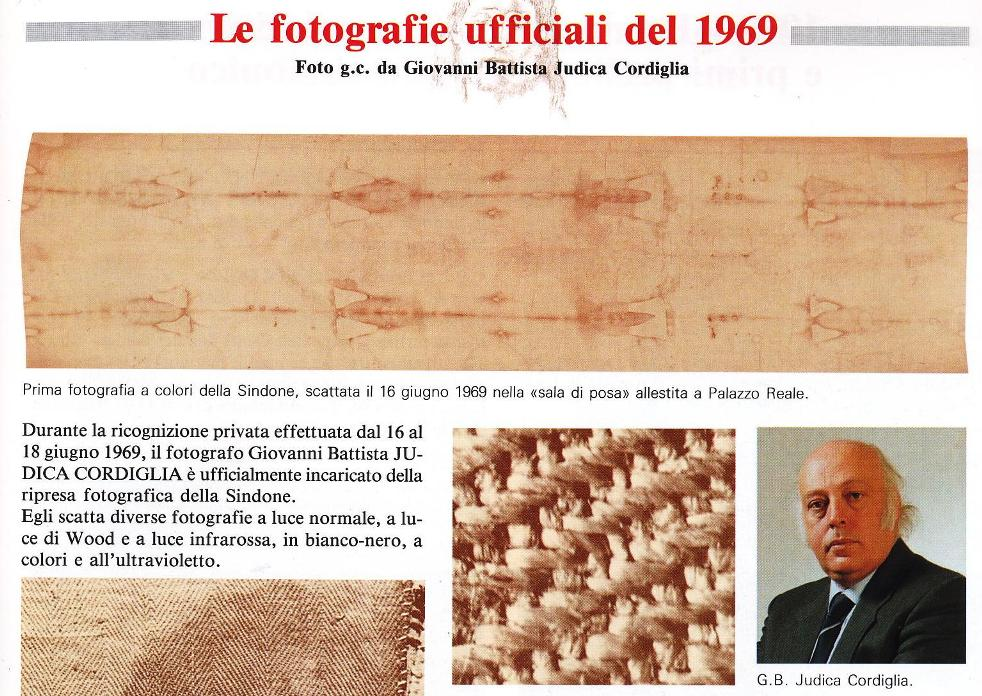 Le fotografie ufficiali del 1969
Foto g.c. da Giovanni Battista Judica Cordiglia
Prima fotografia a colori della Sindone, scattata il 16 giugno 1969 nella «sala di posa» allestita a Palazzo Reale.
Durante la ricognizione privata effettuata dal 16 al
18 giugno 1969, il fotografo Giovanni Battista JU-
DICA CORDIGLIA è ufficialmente incaricato della
ripresa fotografica della Sindone.
Egli scatta diverse fotografie a luce normale, a lu-
ce di Wood e a luce infrarossa, in bianco-nero, a
colori e all'ultravioletto.
G.B. Judica Cordiglia.